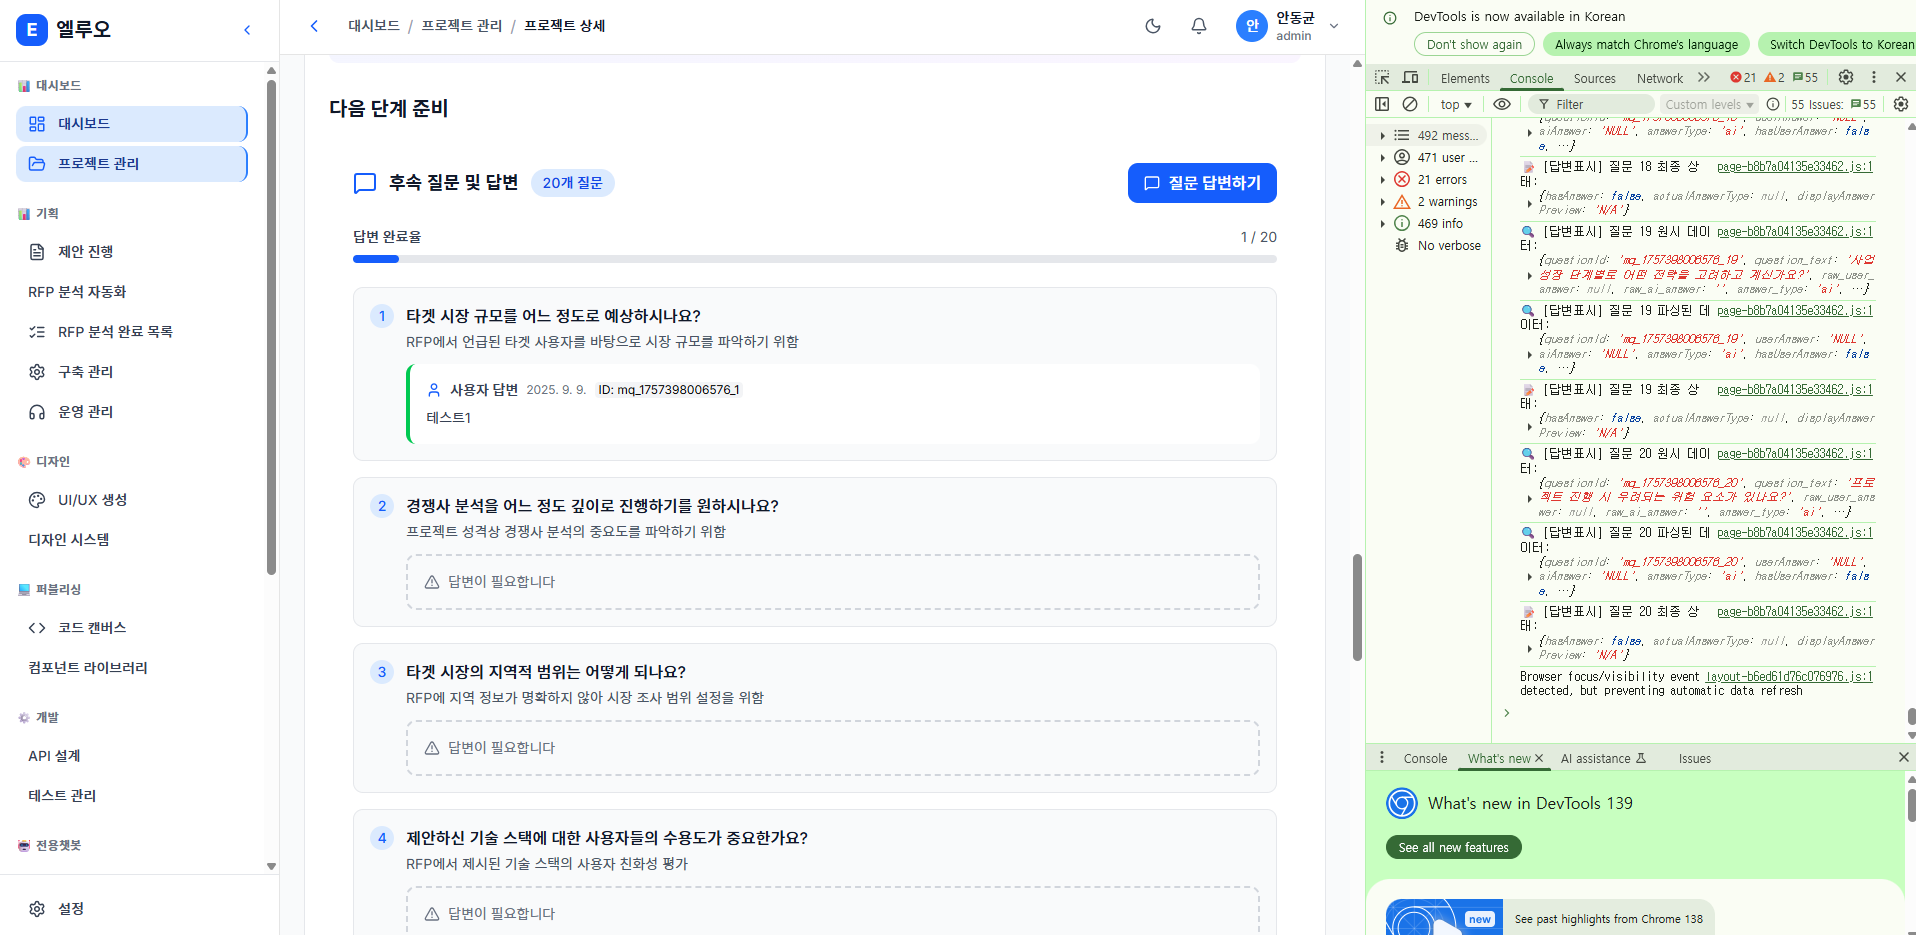 E 엘루오
대시보드
대시보드
프로젝트 관리
기획
제안 진행
RFP 분석 자동화
RFP 분석 완료 목록
구축 관리
운영 관리
디자인
UI/UX 생성
디자인 시스템
퍼블리싱
코드 캔버스
컴포넌트 라이브러리
개발
API 설계
테스트 관리
전용챗봇
설정
대시보드 / 프로젝트 관리 / 프로젝트 상세
안 안동균
admin
다음 단계 준비
후속 질문 및 답변 20개 질문
질문 답변하기
답변 완료율 1 / 20
1 타겟 시장 규모를 어느 정도로 예상하시나요?
RFP에서 언급된 타겟 사용자를 바탕으로 시장 규모를 파악하기 위함
사용자 답변 2025. 9. 9. ID: mq_1757398006576_1
테스트1
2 경쟁사 분석을 어느 정도 깊이로 진행하기를 원하시나요?
프로젝트 성격상 경쟁사 분석의 중요도를 파악하기 위함
답변이 필요합니다
3 타겟 시장의 지역적 범위는 어떻게 되나요?
RFP에 지역 정보가 명확하지 않아 시장 조사 범위 설정을 위함
답변이 필요합니다
4 제안하신 기술 스택에 대한 사용자들의 수용도가 중요한가요?
RFP에서 제시된 기술 스택의 사용자 친화성 평가
답변이 필요합니다
DevTools is now available in Korean
Don't show again Always match Chrome's language Switch DevTools to Korean
Elements Console Sources Network 21 2 55
top Filter Custom levels 55 Issues: 55
492 mess...
471 user ...
21 errors
2 warnings
469 info
No verbose
aiAnswer: 'NULL', answerType: 'ai', hasUserAnswer: fals
e, …}
[답변표시] 질문 18 최종 상 page-b8b7a04135e33462.js:1
태:
{hasAnswer: false, actualAnswerType: null, displayAnswer
Preview: 'N/A'}
[답변표시] 질문 19 원시 데이 page-b8b7a04135e33462.js:1
터:
{questionId: 'mq_1757398006576_19', question_text: '사업
성장 단계별로 어떤 전략을 고려하고 계신가요?', raw_user_
answer: null, raw_ai_answer: '', answer_type: 'ai', …}
[답변표시] 질문 19 파싱된 데 page-b8b7a04135e33462.js:1
이터:
{questionId: 'mq_1757398006576_19', userAnswer: 'NULL',
aiAnswer: 'NULL', answerType: 'ai', hasUserAnswer: fals
e, …}
[답변표시] 질문 19 최종 상 page-b8b7a04135e33462.js:1
태:
{hasAnswer: false, actualAnswerType: null, displayAnswer
Preview: 'N/A'}
[답변표시] 질문 20 원시 데이 page-b8b7a04135e33462.js:1
터:
{questionId: 'mq_1757398006576_20', question_text: '프로
젝트 진행 시 우려되는 위험 요소가 있나요?', raw_user_ans
wer: null, raw_ai_answer: '', answer_type: 'ai', …}
[답변표시] 질문 20 파싱된 데 page-b8b7a04135e33462.js:1
이터:
{questionId: 'mq_1757398006576_20', userAnswer: 'NULL',
aiAnswer: 'NULL', answerType: 'ai', hasUserAnswer: fals
e, …}
[답변표시] 질문 20 최종 상 page-b8b7a04135e33462.js:1
태:
{hasAnswer: false, actualAnswerType: null, displayAnswer
Preview: 'N/A'}
Browser focus/visibility event layout-b6ed61d76c076976.js:1
detected, but preventing automatic data refresh
Console What's new AI assistance Issues
What's new in DevTools 139
See all new features
new See past highlights from Chrome 138